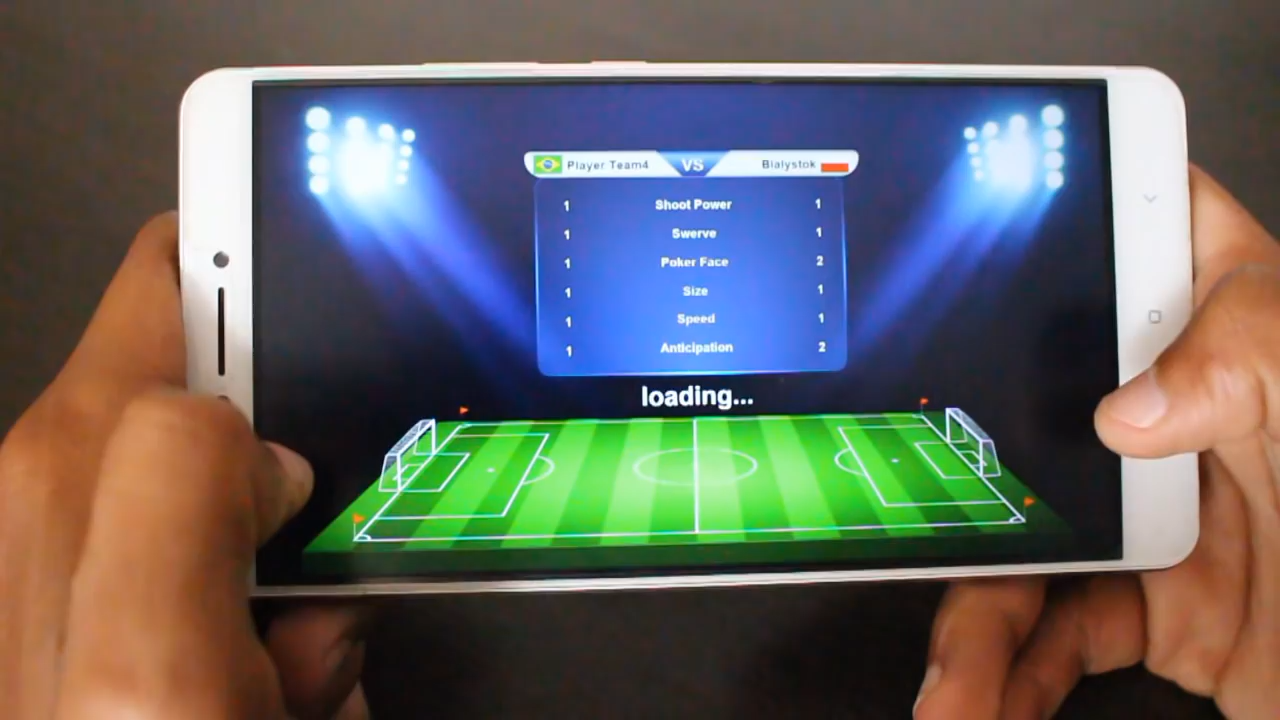 Player Team4 VS Bialystok
1 Shoot Power 1
1 Swerve 1
1 Poker Face 2
1 Size 1
1 Speed 1
1 Anticipation 2
loading...